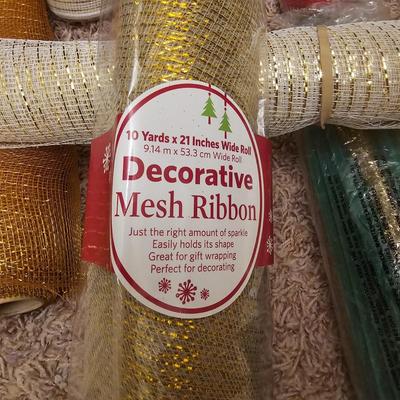 10 Yards x 21 Inches Wide Roll
9.14 m x 53.3 cm Wide Roll
Decorative
Mesh Ribbon
Just the right amount of sparkle
Easily holds its shape
Great for gift wrapping
Perfect for decorating